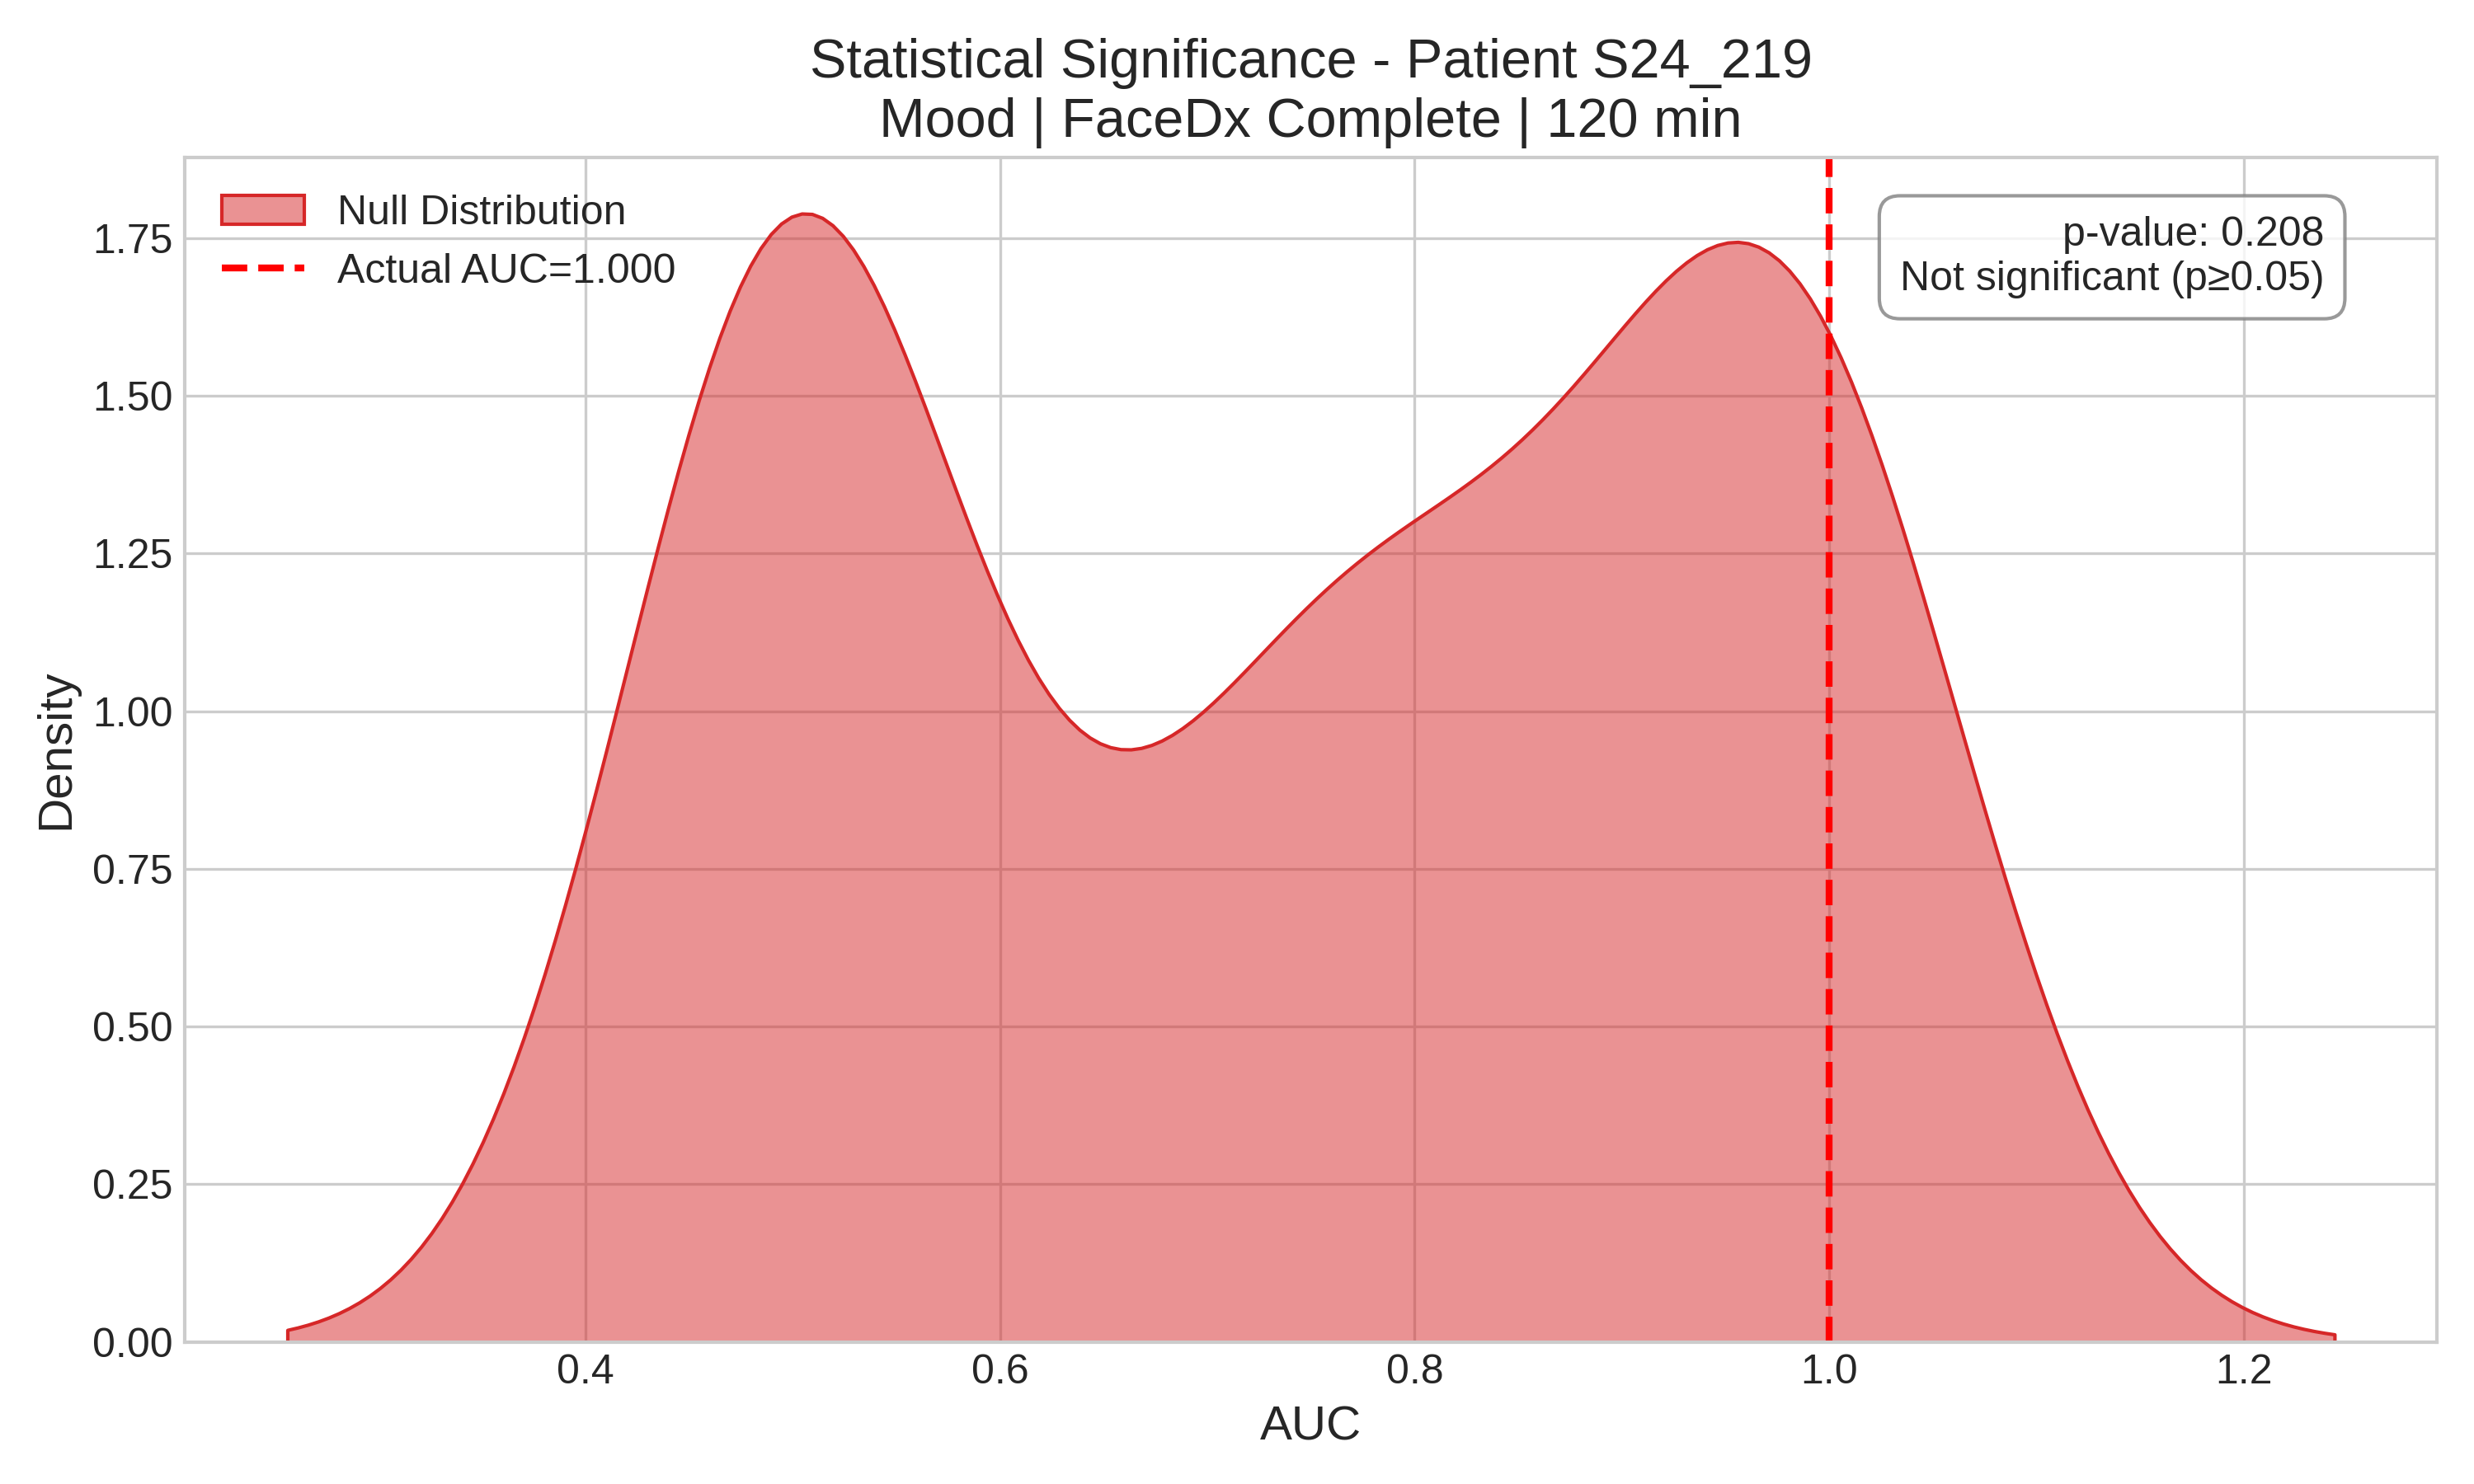 Statistical Significance - Patient S24_219
Mood | FaceDx Complete | 120 min
Null Distribution
Actual AUC=1.000
p-value: 0.208
Not significant (p≥0.05)
Density
1.75
1.50
1.25
1.00
0.75
0.50
0.25
0.00
0.4
0.6
0.8
1.0
1.2
AUC